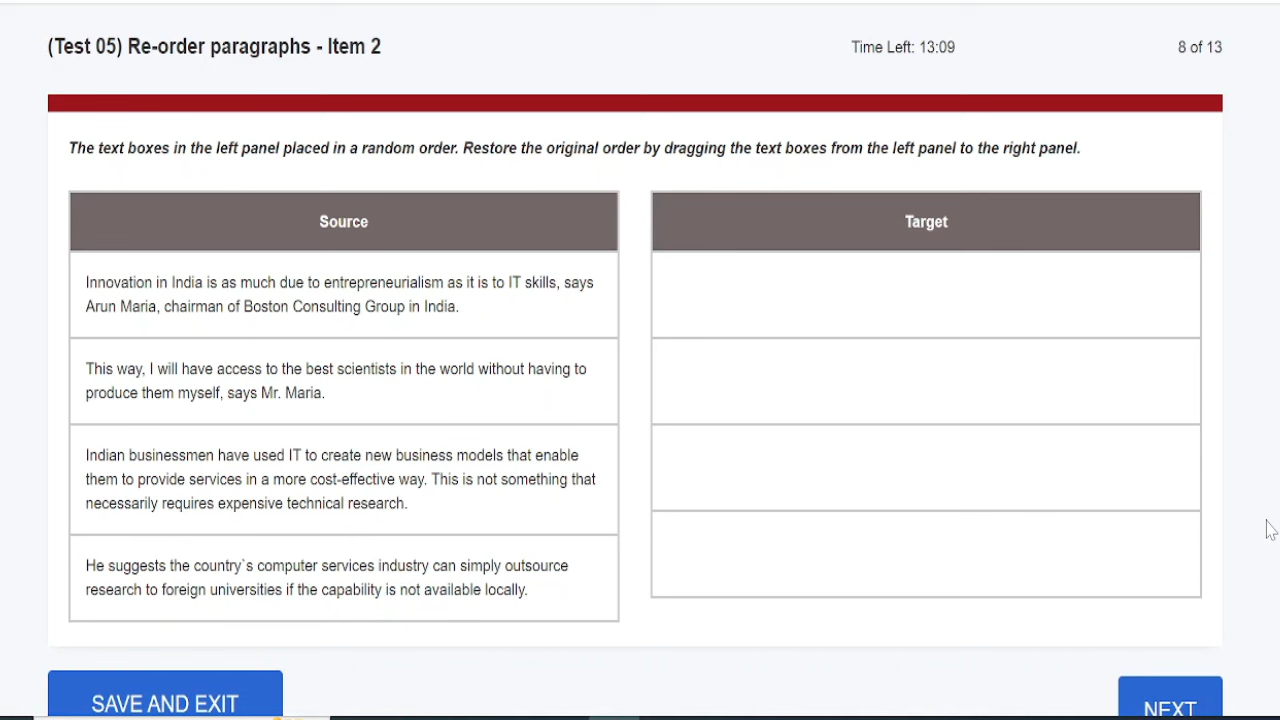 (Test 05) Re-order paragraphs - Item 2
Time Left: 13:09
8 of 13
The text boxes in the left panel placed in a random order. Restore the original order by dragging the text boxes from the left panel to the right panel.
Source
Target
Innovation in India is as much due to entrepreneurialism as it is to IT skills, says
Arun Maria, chairman of Boston Consulting Group in India.
This way, I will have access to the best scientists in the world without having to
produce them myself, says Mr. Maria.
Indian businessmen have used IT to create new business models that enable
them to provide services in a more cost-effective way. This is not something that
necessarily requires expensive technical research.
He suggests the country`s computer services industry can simply outsource
research to foreign universities if the capability is not available locally.
SAVE AND EXIT
NEXT